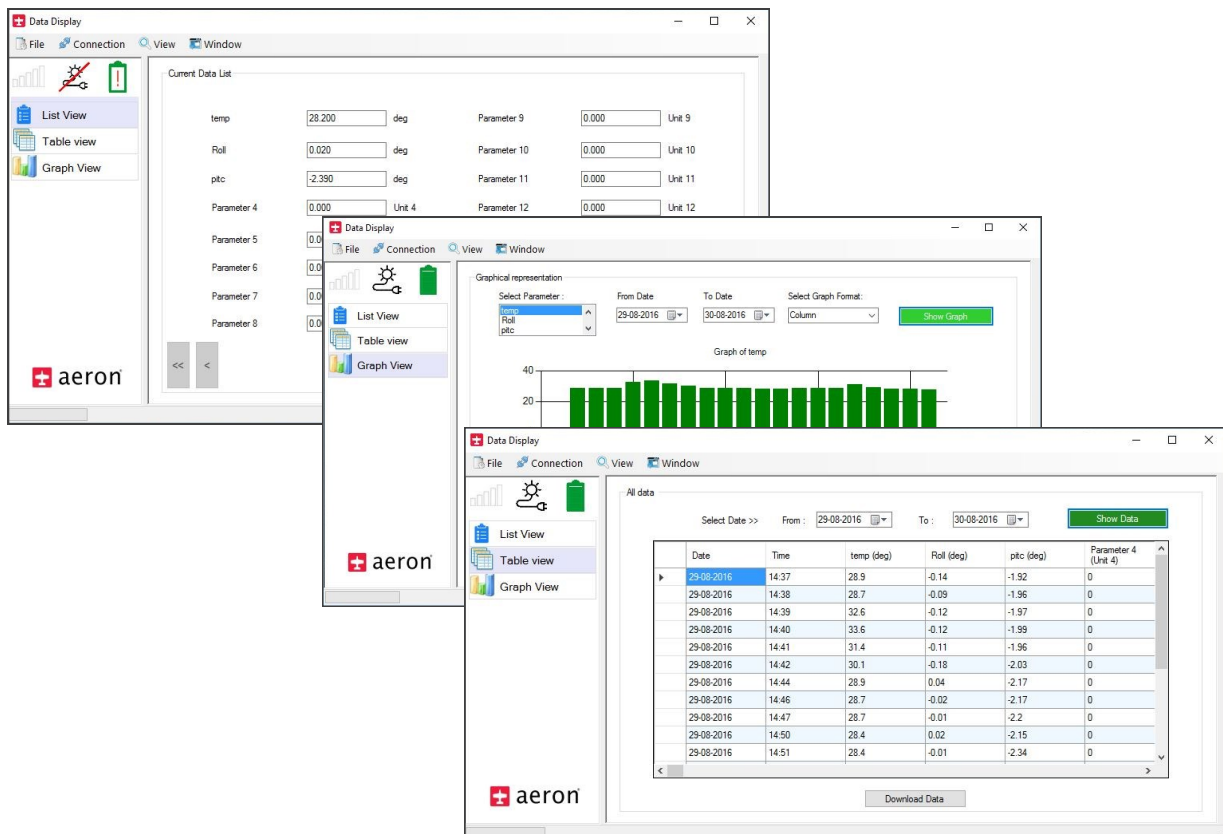 Data Display
File Connection View Window
List View
Table view
Graph View
aeron
Current Data List
temp 28.200 deg Parameter 9 0.000 Unit 9
Roll 0.020 deg Parameter 10 0.000 Unit 10
pitc -2.390 deg Parameter 11 0.000 Unit 11
Parameter 4 0.000 Unit 4 Parameter 12 0.000 Unit 12
Parameter 5
Parameter 6
Parameter 7
Parameter 8
<< <
Data Display
File Connection View Window
List View
Table view
Graph View
aeron
Graphical representation
Select Parameter : From Date To Date Select Graph Format:
temp 29-08-2016 30-08-2016 Column Show Graph
Roll
pitc
Graph of temp
40
20
Data Display
File Connection View Window
List View
Table view
Graph View
aeron
All data
Select Date >> From : 29-08-2016 To : 30-08-2016 Show Data
Date Time temp (deg) Roll (deg) pitc (deg) Parameter 4
(Unit 4)
29-08-2016 14:37 28.9 -0.14 -1.92 0
29-08-2016 14:38 28.7 -0.09 -1.96 0
29-08-2016 14:39 32.6 -0.12 -1.97 0
29-08-2016 14:40 33.6 -0.12 -1.99 0
29-08-2016 14:41 31.4 -0.11 -1.96 0
29-08-2016 14:42 30.1 -0.18 -2.03 0
29-08-2016 14:44 28.9 0.04 -2.17 0
29-08-2016 14:46 28.7 -0.02 -2.17 0
29-08-2016 14:47 28.7 -0.01 -2.2 0
29-08-2016 14:50 28.4 0.02 -2.15 0
29-08-2016 14:51 28.4 -0.01 -2.34 0
Download Data